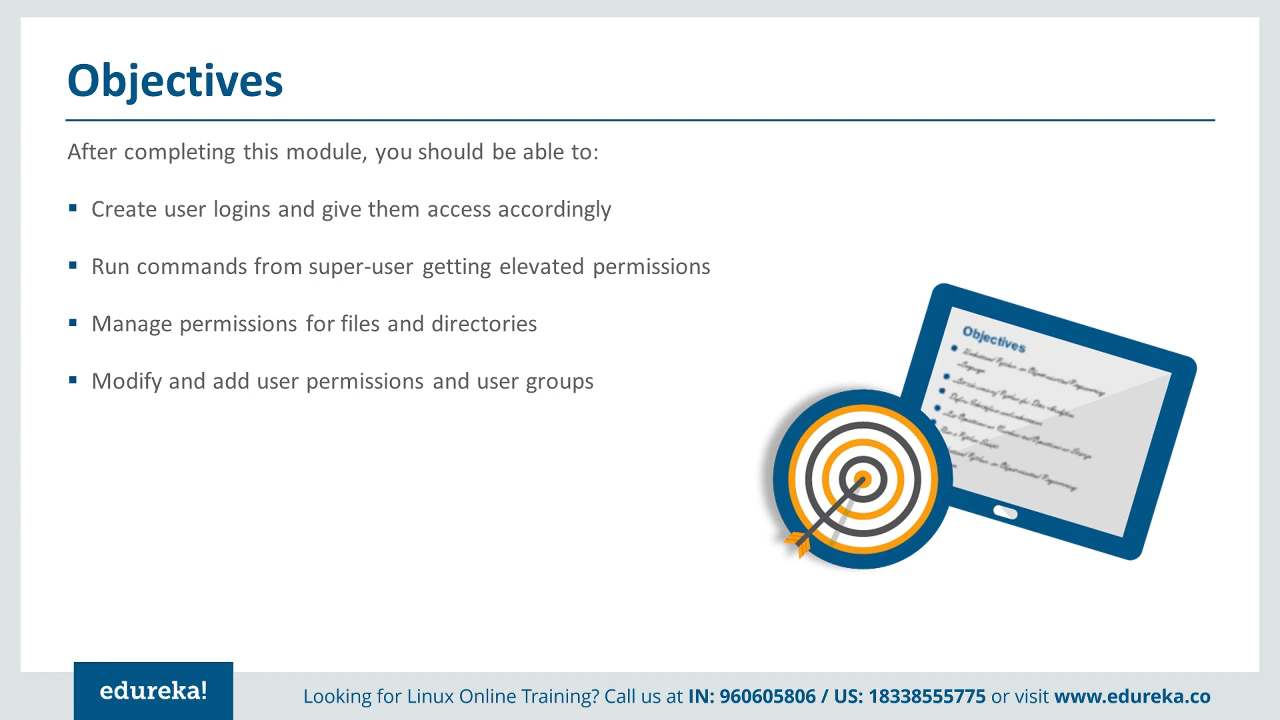 Objectives
After completing this module, you should be able to:
▪ Create user logins and give them access accordingly
▪ Run commands from super-user getting elevated permissions
▪ Manage permissions for files and directories
▪ Modify and add user permissions and user groups
Objectives
edureka!
Looking for Linux Online Training? Call us at IN: 960605806 / US: 18338555775 or visit www.edureka.co